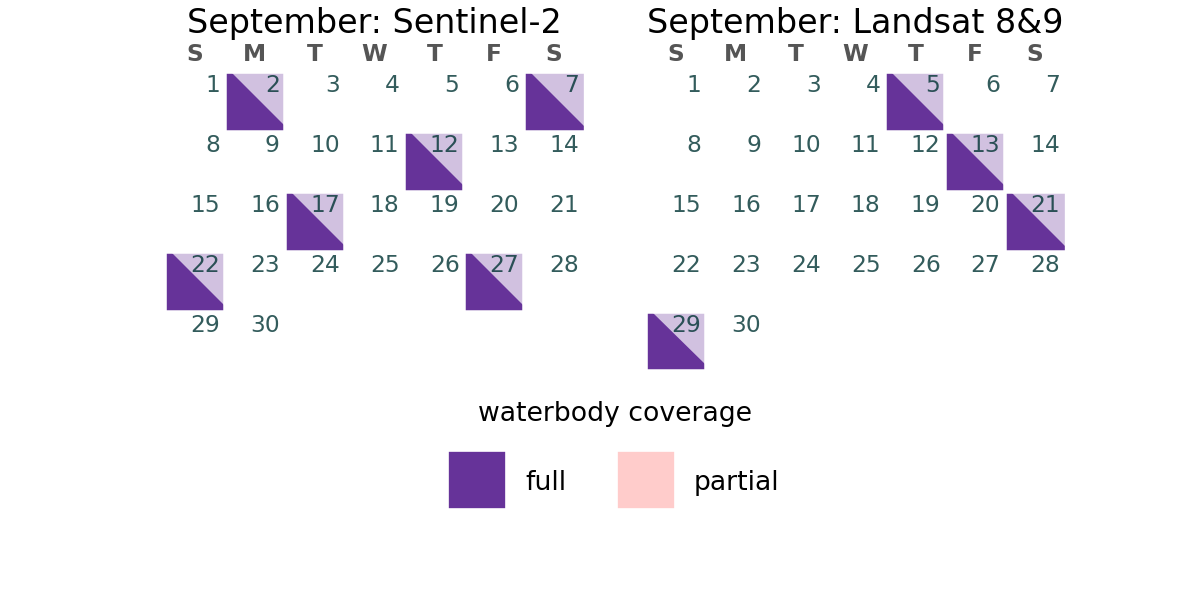 September: Sentinel-2
S M T W T F S
1 2 3 4 5 6 7
8 9 10 11 12 13 14
15 16 17 18 19 20 21
22 23 24 25 26 27 28
29 30
September: Landsat 8&9
S M T W T F S
1 2 3 4 5 6 7
8 9 10 11 12 13 14
15 16 17 18 19 20 21
22 23 24 25 26 27 28
29 30
waterbody coverage
full partial